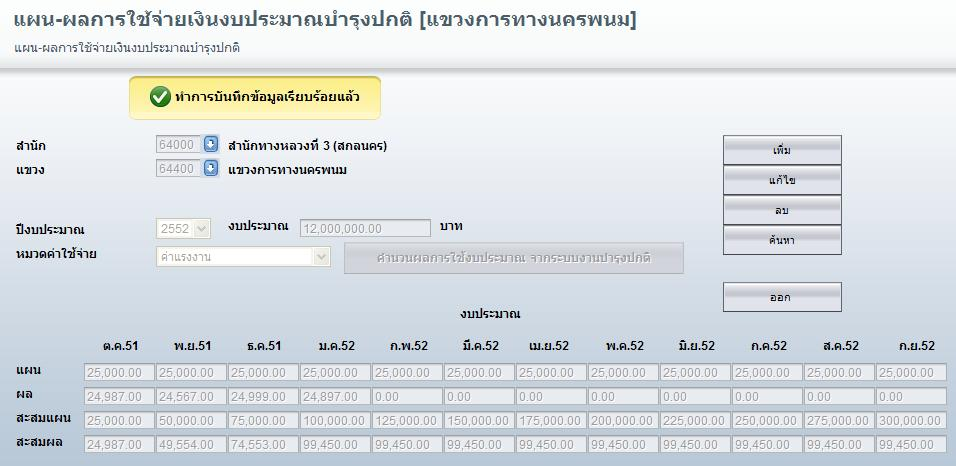 แผน-ผลการใช้จ่ายเงินงบประมาณบำรุงปกติ [แขวงการทางนครพนม]
แผน-ผลการใช้จ่ายเงินงบประมาณบำรุงปกติ
ทำการบันทึกข้อมูลเรียบร้อยแล้ว
สำนัก 64000 สำนักทางหลวงที่ 3 (สกลนคร)
แขวง 64400 แขวงการทางนครพนม
เพิ่ม
แก้ไข
ลบ
ค้นหา
ออก
ปีงบประมาณ 2552 งบประมาณ 12,000,000.00 บาท
หมวดค่าใช้จ่าย ค่าแรงงาน คำนวนผลการใช้งบประมาณ จากระบบงานบำรุงปกติ
งบประมาณ
ต.ค.51 พ.ย.51 ธ.ค.51 ม.ค.52 ก.พ.52 มี.ค.52 เม.ย.52 พ.ค.52 มิ.ย.52 ก.ค.52 ส.ค.52 ก.ย.52
แผน 25,000.00 25,000.00 25,000.00 25,000.00 25,000.00 25,000.00 25,000.00 25,000.00 25,000.00 25,000.00 25,000.00 25,000.00
ผล 24,987.00 24,567.00 24,999.00 24,897.00 0.00 0.00 0.00 0.00 0.00 0.00 0.00 0.00
สะสมแผน 25,000.00 50,000.00 75,000.00 100,000.00 125,000.00 150,000.00 175,000.00 200,000.00 225,000.00 250,000.00 275,000.00 300,000.00
สะสมผล 24,987.00 49,554.00 74,553.00 99,450.00 99,450.00 99,450.00 99,450.00 99,450.00 99,450.00 99,450.00 99,450.00 99,450.00